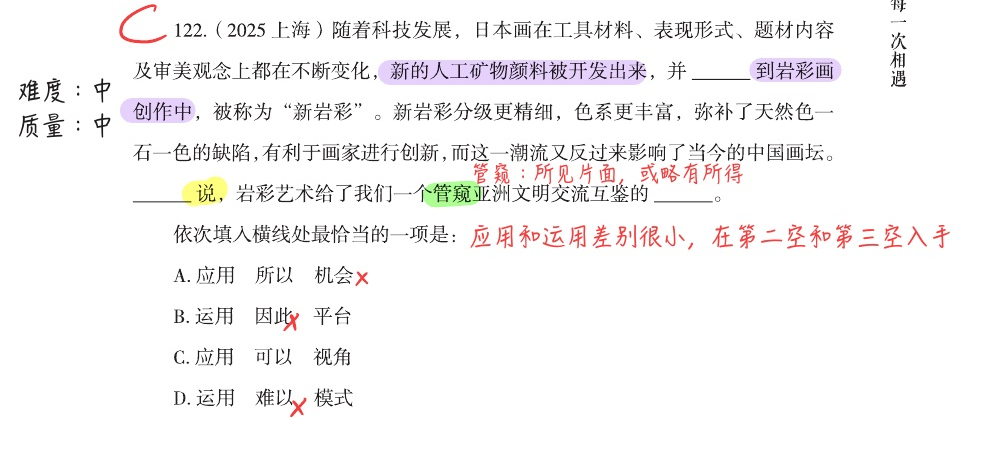 每一次相遇
C 122.（2025 上海）随着科技发展，日本画在工具材料、表现形式、题材内容
及审美观念上都在不断变化，新的人工矿物颜料被开发出来，并 ______ 到岩彩画
难度：中
创作中，被称为“新岩彩”。新岩彩分级更精细，色系更丰富，弥补了天然色一
质量：中
石一色的缺陷，有利于画家进行创新，而这一潮流又反过来影响了当今的中国画坛。
管窥：所见片面，或略有所得
______ 说，岩彩艺术给了我们一个管窥亚洲文明交流互鉴的 ______。
依次填入横线处最恰当的一项是：应用和运用差别很小，在第二空和第三空入手
A. 应用 所以 机会×
B. 运用 因此× 平台
C. 应用 可以 视角
D. 运用 难以× 模式